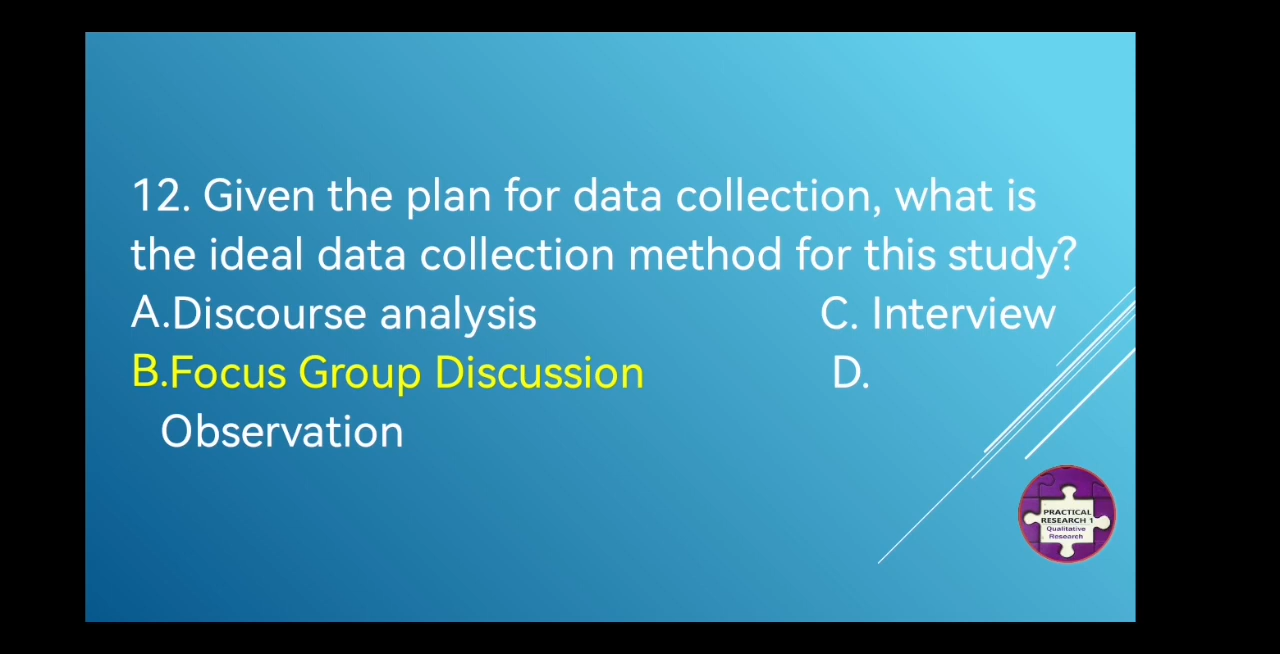 12. Given the plan for data collection, what is
the ideal data collection method for this study?
A.Discourse analysis C. Interview
B.Focus Group Discussion D.
Observation
PRACTICAL
RESEARCH 1
Qualitative
Research